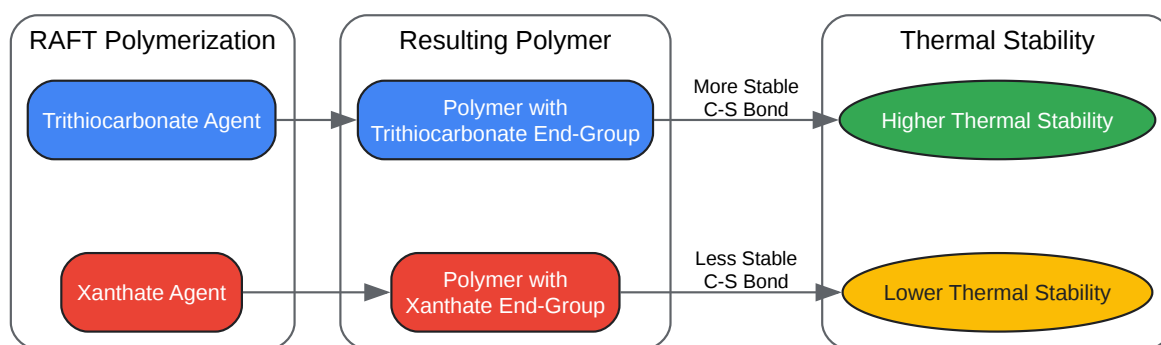 RAFT Polymerization
Resulting Polymer
Thermal Stability
Trithiocarbonate Agent
Polymer with
Trithiocarbonate End-Group
More Stable
C-S Bond
Higher Thermal Stability
Xanthate Agent
Polymer with
Xanthate End-Group
Less Stable
C-S Bond
Lower Thermal Stability